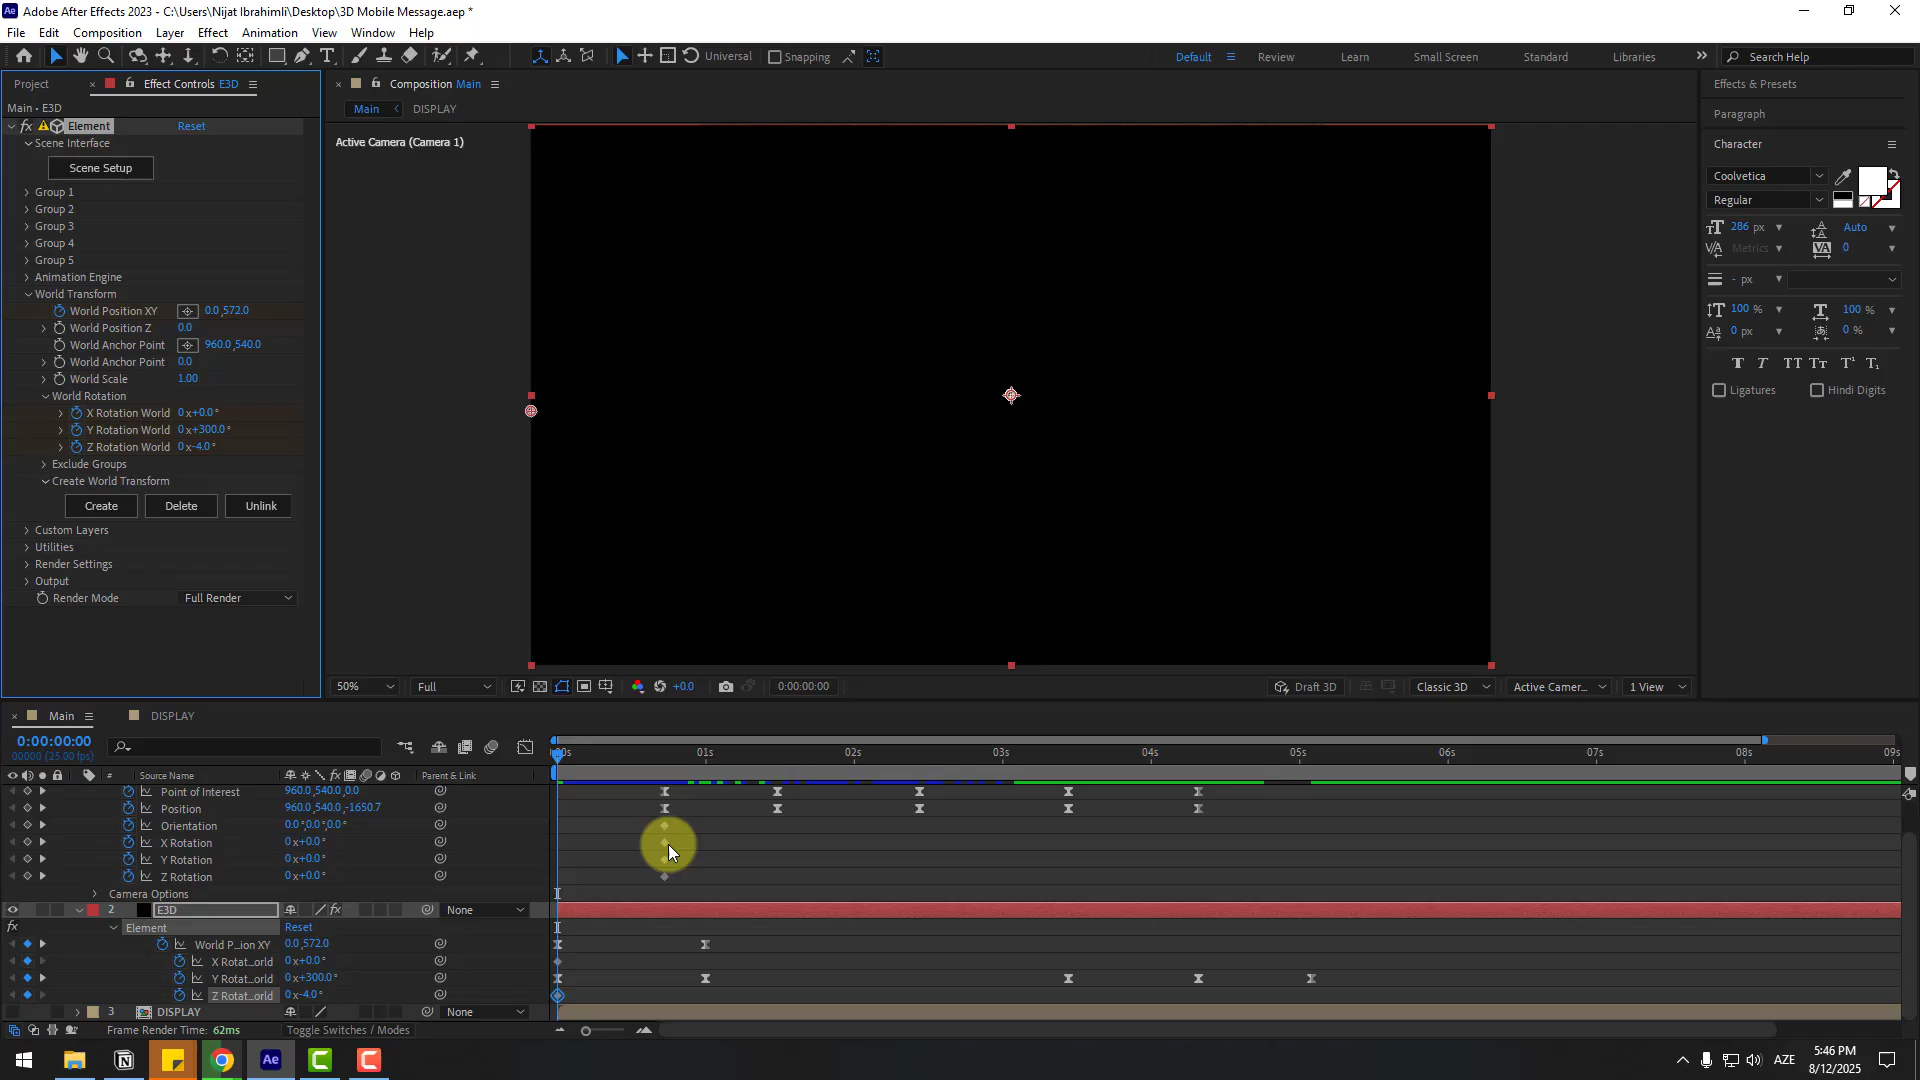 Adobe After Effects 2023 - C:\Users\Nijat Ibrahimli\Desktop\3D Mobile Message.aep *
File Edit Composition Layer Effect Animation View Window Help
Universal Snapping Default Review Learn Small Screen Standard Libraries Search Help
Project Effect Controls E3D
Main • E3D
fx Element Reset
Scene Interface
Scene Setup
Group 1
Group 2
Group 3
Group 4
Group 5
Animation Engine
World Transform
World Position XY 0.0,572.0
World Position Z 0.0
World Anchor Point 960.0,540.0
World Anchor Point 0.0
World Scale 1.00
World Rotation
X Rotation World 0x+0.0°
Y Rotation World 0x+300.0°
Z Rotation World 0x-4.0°
Exclude Groups
Create World Transform
Create Delete Unlink
Custom Layers
Utilities
Render Settings
Output
Render Mode Full Render
Composition Main
Main DISPLAY
Active Camera (Camera 1)
50% Full +0.0 0:00:00:00 Draft 3D Classic 3D Active Camer... 1 View
Effects & Presets
Paragraph
Character
Coolvetica
Regular
286 px Auto
Metrics 0
- px
100 % 100 %
0 px 0 %
Ligatures Hindi Digits
Main DISPLAY
0:00:00:00
00000 (25.00 fps)
:00s 01s 02s 03s 04s 05s 06s 07s 08s 09s
# Source Name Parent & Link
Point of Interest 960.0,540.0,0.0
Position 960.0,540.0,-1650.7
Orientation 0.0°,0.0°,0.0°
X Rotation 0x+0.0°
Y Rotation 0x+0.0°
Z Rotation 0x+0.0°
Camera Options
2 E3D None
fx Element Reset
World P...ion XY 0.0,572.0
X Rotat...orld 0x+0.0°
Y Rotat...orld 0x+300.0°
Z Rotat...orld 0x-4.0°
3 DISPLAY None
Frame Render Time: 62ms Toggle Switches / Modes
AZE
5:46 PM
8/12/2025